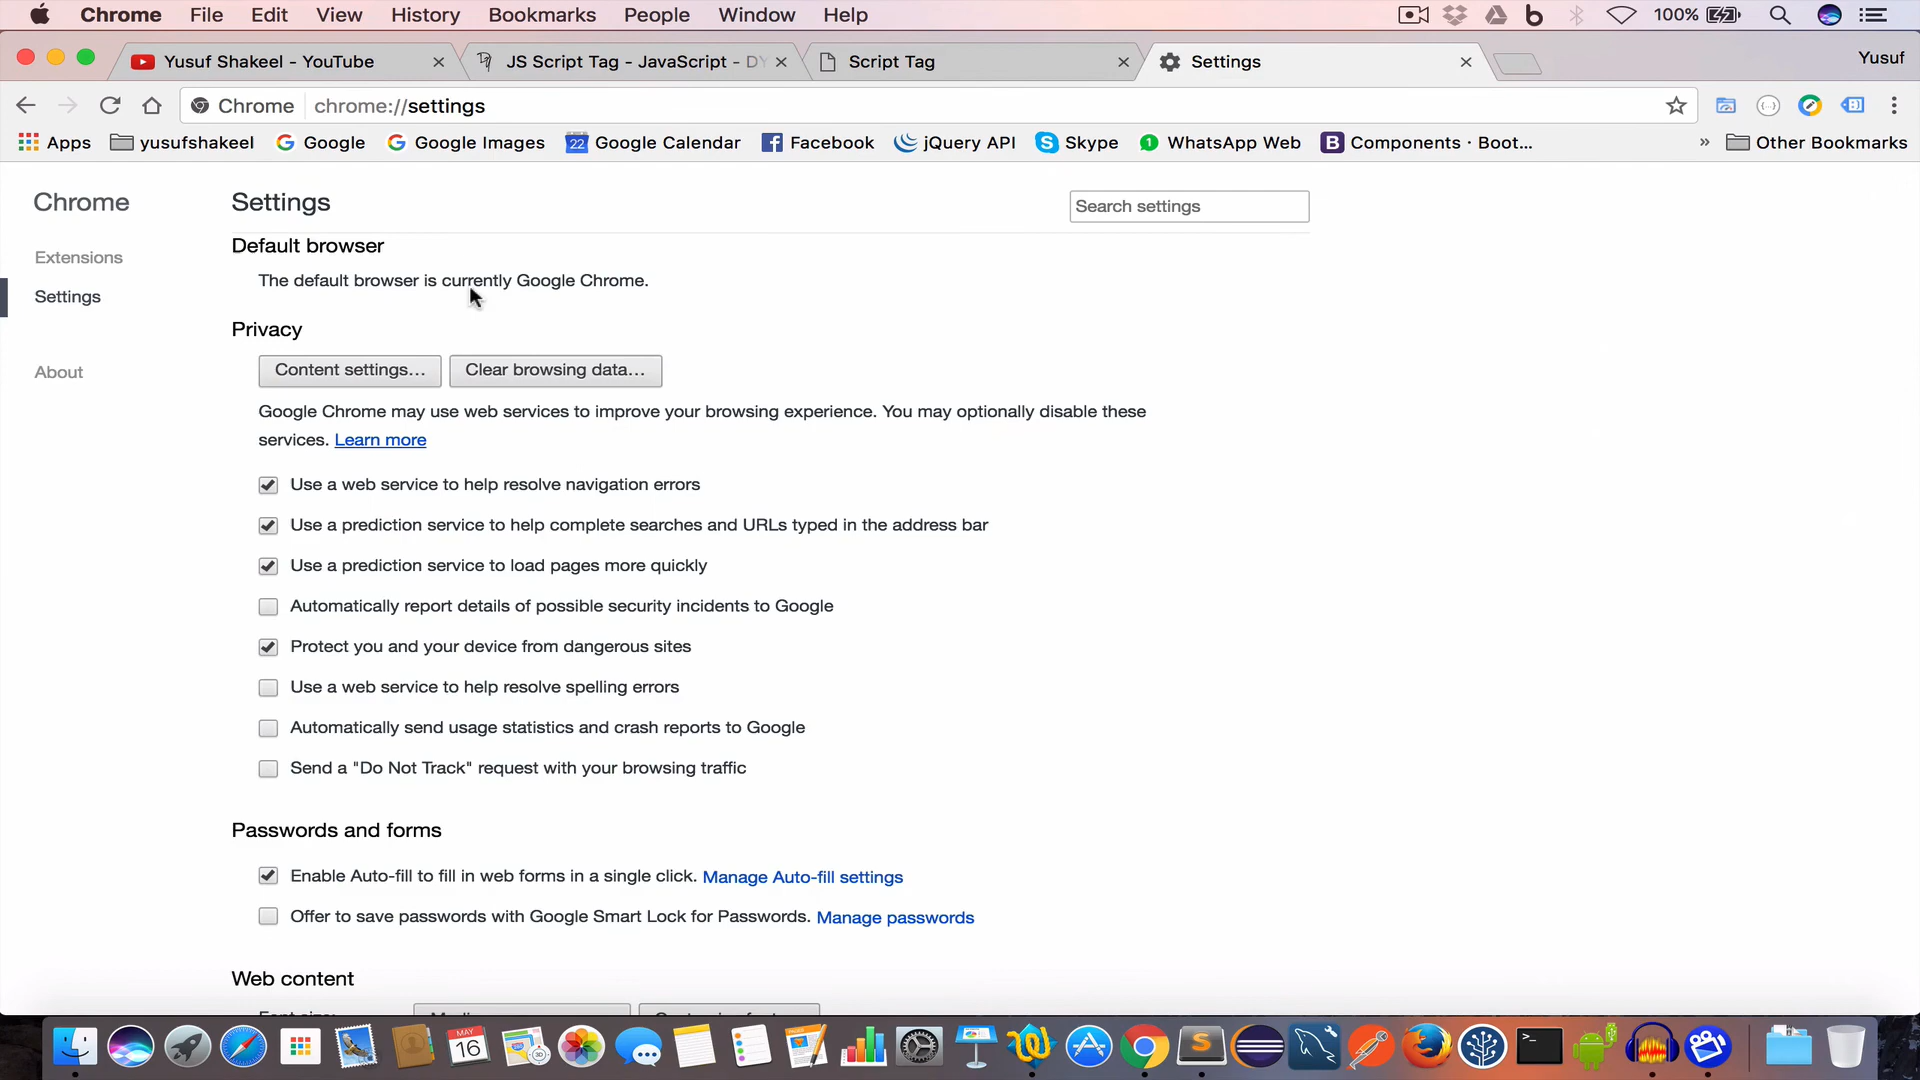 Chrome File Edit View History Bookmarks People Window Help 100%
Yusuf Shakeel - YouTube JS Script Tag - JavaScript - DY Script Tag Settings Yusuf
Chrome chrome://settings
Apps yusufshakeel Google Google Images 22 Google Calendar Facebook jQuery API Skype 1 WhatsApp Web B Components · Boot... » Other Bookmarks
Chrome
Extensions
Settings
About
Settings
Search settings
Default browser
The default browser is currently Google Chrome.
Privacy
Content settings...
Clear browsing data...
Google Chrome may use web services to improve your browsing experience. You may optionally disable these
services. Learn more
Use a web service to help resolve navigation errors
Use a prediction service to help complete searches and URLs typed in the address bar
Use a prediction service to load pages more quickly
Automatically report details of possible security incidents to Google
Protect you and your device from dangerous sites
Use a web service to help resolve spelling errors
Automatically send usage statistics and crash reports to Google
Send a "Do Not Track" request with your browsing traffic
Passwords and forms
Enable Auto-fill to fill in web forms in a single click. Manage Auto-fill settings
Offer to save passwords with Google Smart Lock for Passwords. Manage passwords
Web content
MAY
16